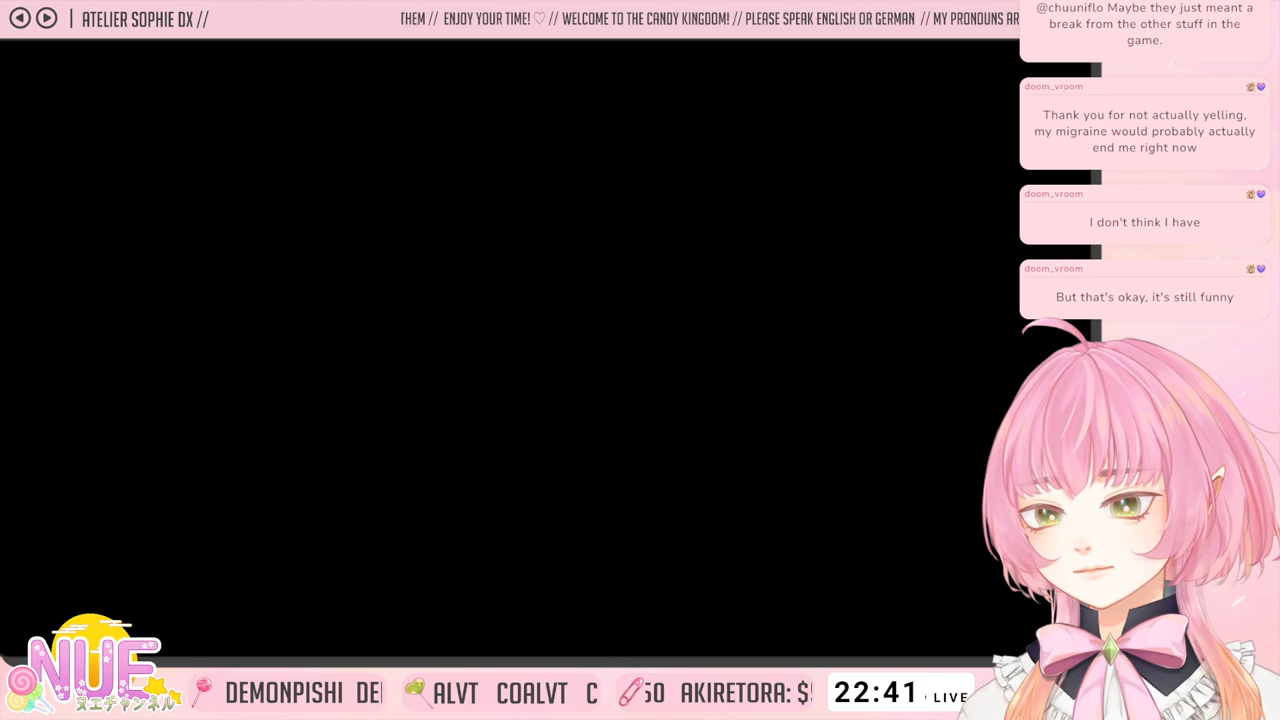 ATELIER SOPHIE DX //
THEM // ENJOY YOUR TIME! ♡ // WELCOME TO THE CANDY KINGDOM! // PLEASE SPEAK ENGLISH OR GERMAN // MY PRONOUNS AR
@chuuniflo Maybe they just meant a
break from the other stuff in the
game.
doom_vroom
Thank you for not actually yelling,
my migraine would probably actually
end me right now
doom_vroom
I don't think I have
doom_vroom
But that's okay, it's still funny
NUE
ヌエチャンネル
DEMONPISHI DE
ALVT COALVT C
50 AKIRETORA: $
22:41 LIVE